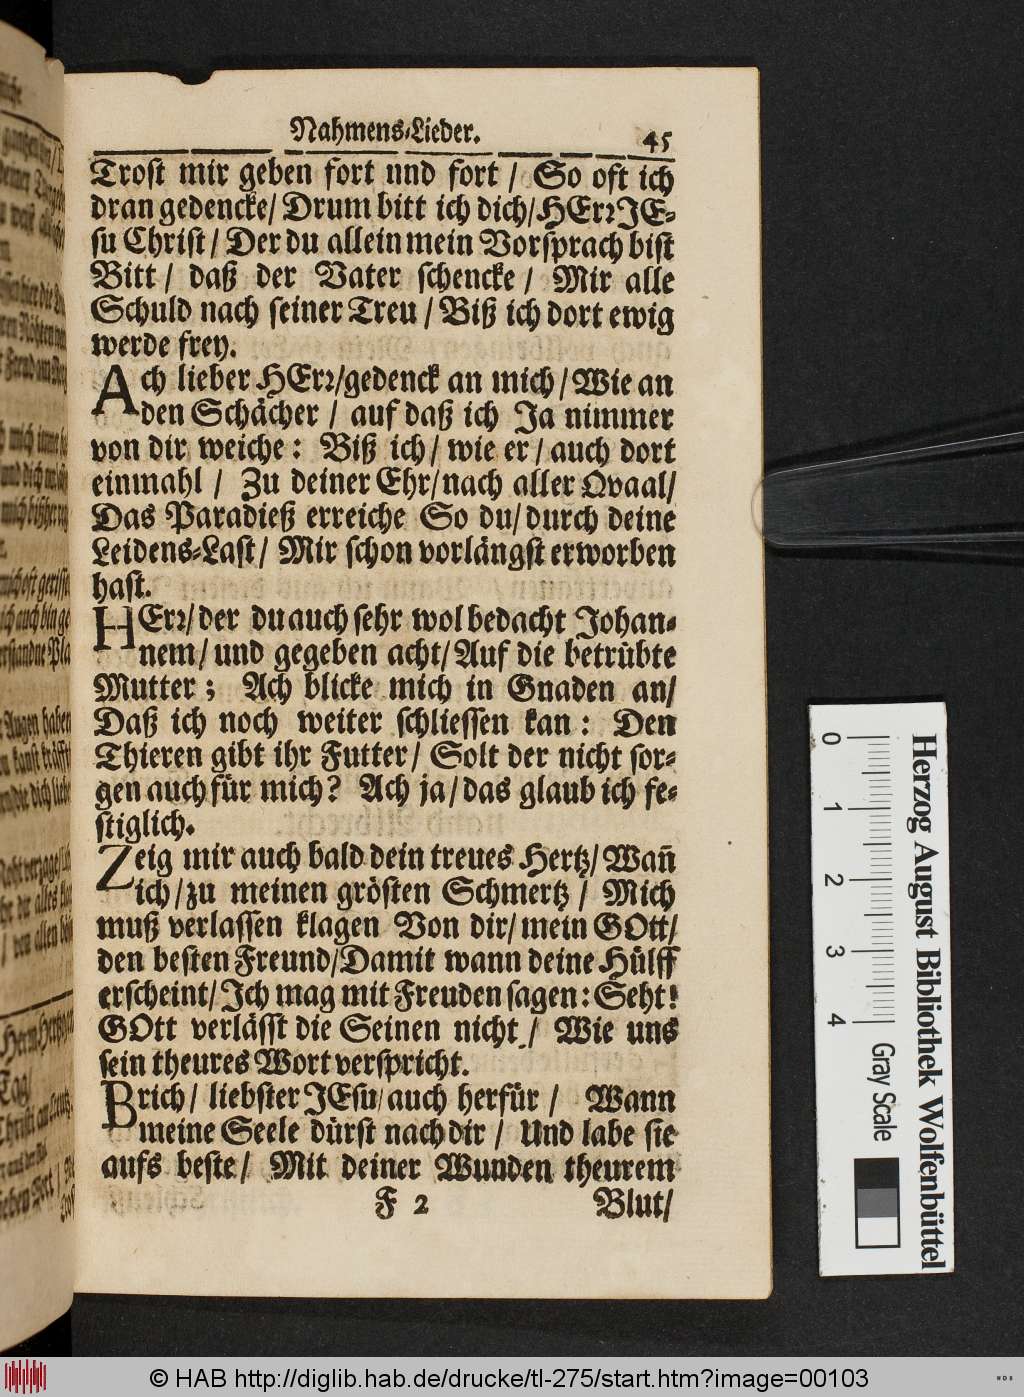 Nahmens-Lieder. 45
Trost mir geben fort nnd fort / So oft ich
dran gedencke/ Drum bitt ich dich/HErꝛ JE-
su Christ / Der du allein mein Vorsprach bist
Bitt / daß der Vater schencke / Mir alle
Schuld nach seiner Treu / Biß ich dort ewig
werde frey.
Ach lieber HErꝛ/gedenck an mich / Wie an
den Schächer / auf daß ich Ja nimmer
von dir weiche: Biß ich / wie er / auch dort
einmahl / Zu deiner Ehr/ nach aller Qvaal/
Das Paradieß erreiche So du/ durch deine
Leidens-Last/ Mir schon vorlängst erworben
hast.
HErꝛ/ der du auch sehr wol bedacht Johan-
nem/ und gegeben acht/ Auf die betrübte
Mutter ; Ach blicke mich in Gnaden an/
Daß ich noch weiter schliessen kan: Den
Thieren gibt ihr Futter/ Solt der nicht sor-
gen auch für mich? Ach ja/ das glaub ich fe-
stiglich.
Zeig mir auch bald dein treues Hertz/ Wañ
ich/ zu meinen grösten Schmertz / Mich
muß verlassen klagen Von dir/ mein GOtt/
den besten Freund/Damit wann deine Hülff
erscheint/ Ich mag mit Freuden sagen: Seht!
GOtt verlässt die Seinen nicht / Wie uns
sein theures Wort verspricht.
Brich/ liebster JEsu/ auch herfür / Wann
meine Seele dürst nach dir / Und labe sie
aufs beste/ Mit deiner Wunden theurem
F 2 Blut/
Herzog August Bibliothek Wolfenbüttel
0 1 2 3 4 Gray Scale
© HAB http://diglib.hab.de/drucke/tl-275/start.htm?image=00103